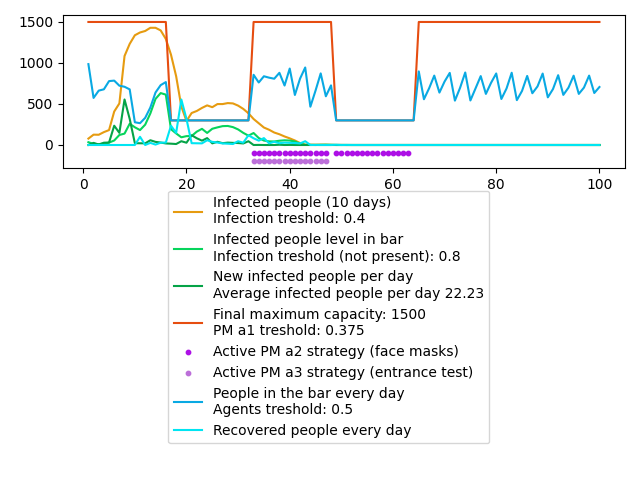 1500
1000
500
0
0
20
40
60
80
100
Infected people (10 days)
Infection treshold: 0.4
Infected people level in bar
Infection treshold (not present): 0.8
New infected people per day
Average infected people per day 22.23
Final maximum capacity: 1500
PM a1 treshold: 0.375
Active PM a2 strategy (face masks)
Active PM a3 strategy (entrance test)
People in the bar every day
Agents treshold: 0.5
Recovered people every day